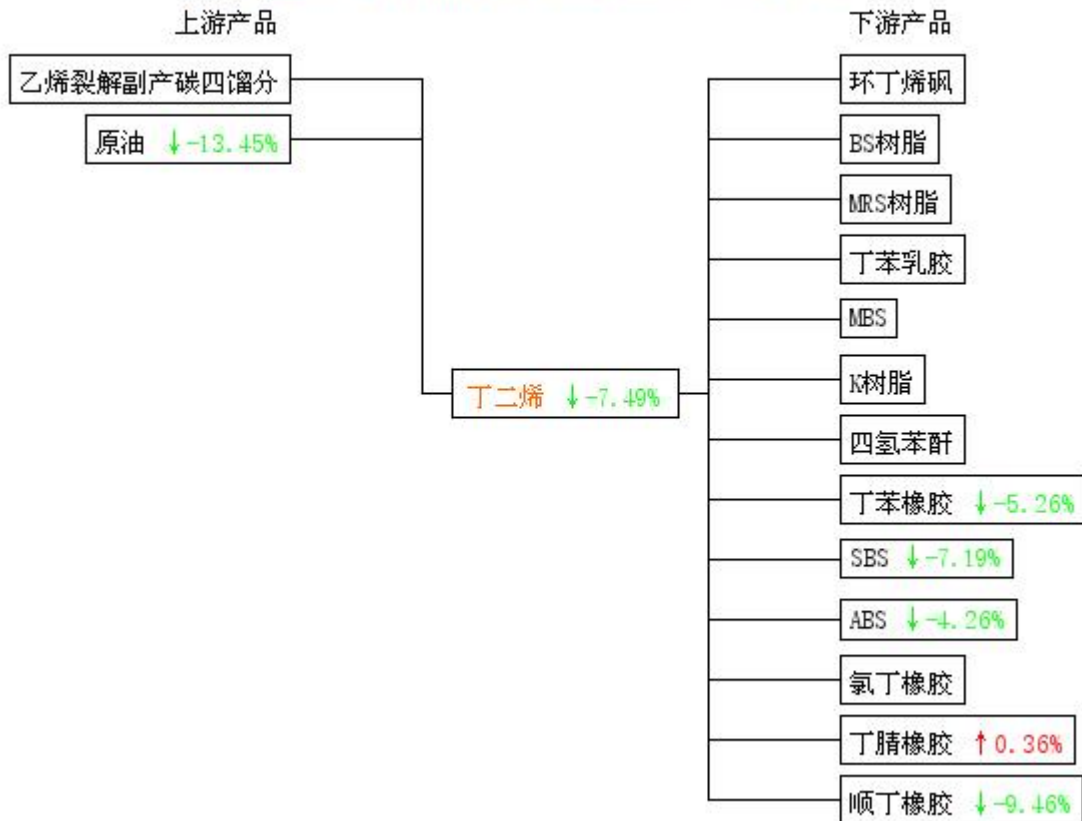 上游产品
下游产品
乙烯裂解副产碳四馏分
原油 ↓-13.45%
丁二烯 ↓-7.49%
环丁烯砜
BS树脂
MRS树脂
丁苯乳胶
MBS
K树脂
四氢苯酐
丁苯橡胶 ↓-5.26%
SBS ↓-7.19%
ABS ↓-4.26%
氯丁橡胶
丁腈橡胶 ↑0.36%
顺丁橡胶 ↓-9.46%